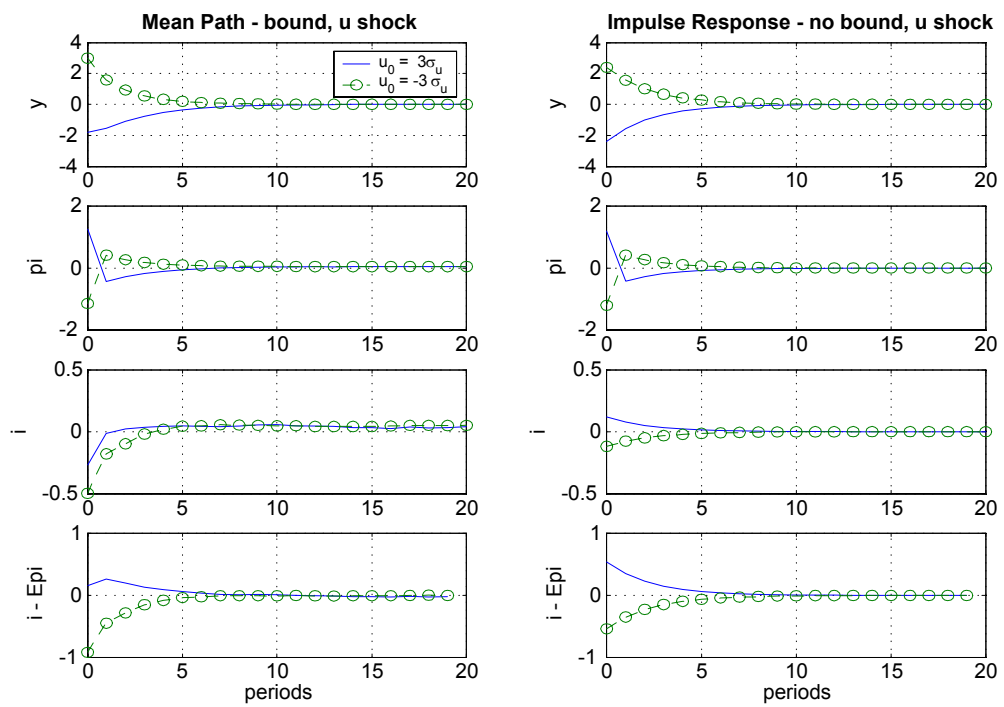 Mean Path - bound, u shock
Impulse Response - no bound, u shock
4
2
0
-2
-4
y
0 5 10 15 20
u0 = 3σu
u0 = -3 σu
4
2
0
-2
-4
y
0 5 10 15 20
2
0
-2
pi
0 5 10 15 20
2
0
-2
pi
0 5 10 15 20
0.5
0
-0.5
i
0 5 10 15 20
0.5
0
-0.5
i
0 5 10 15 20
1
0
-1
i - Epi
0 5 10 15 20
periods
1
0
-1
i - Epi
0 5 10 15 20
periods